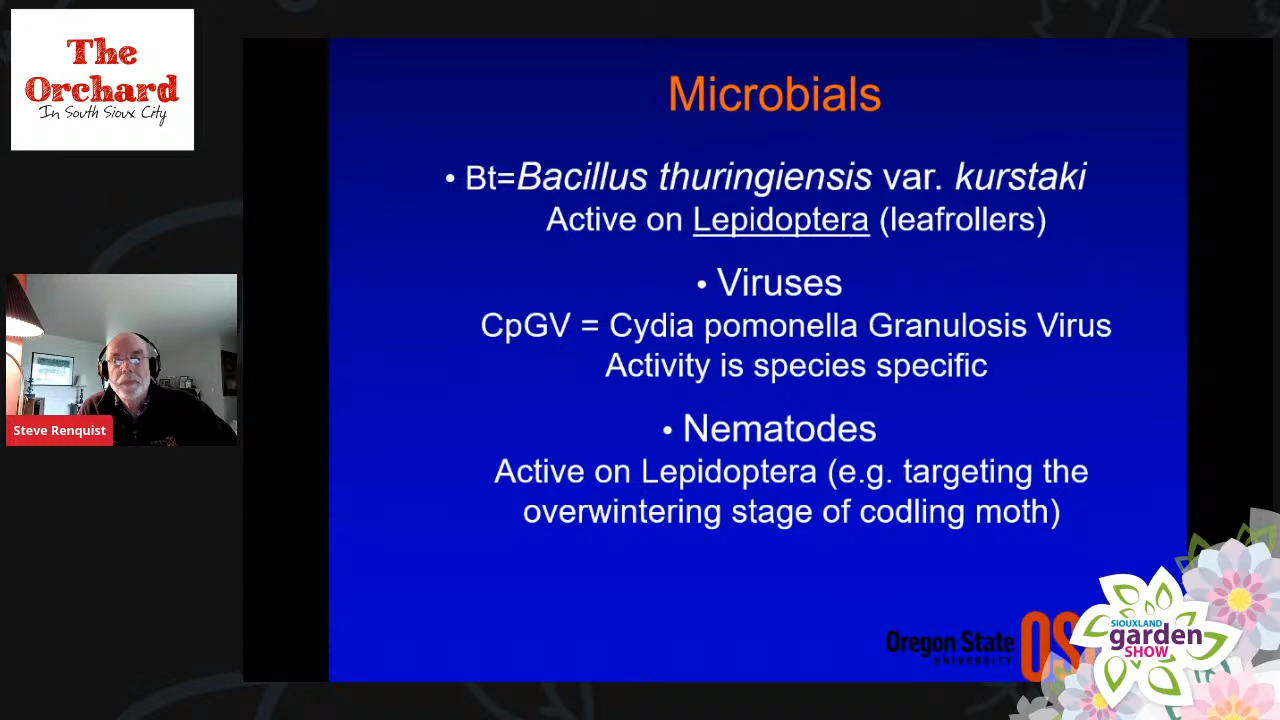 The
Orchard
In South Sioux City
Microbials
• Bt=Bacillus thuringiensis var. kurstaki
Active on Lepidoptera (leafrollers)
• Viruses
CpGV = Cydia pomonella Granulosis Virus
Activity is species specific
• Nematodes
Active on Lepidoptera (e.g. targeting the
overwintering stage of codling moth)
Steve Renquist
Oregon State
UNIVERSITY
OS
SIOUXLAND
garden
SHOW